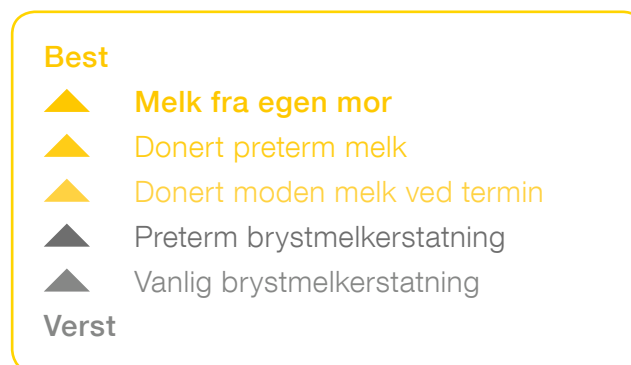 Best
Melk fra egen mor
Donert preterm melk
Donert moden melk ved termin
Preterm brystmelkerstatning
Vanlig brystmelkerstatning
Verst